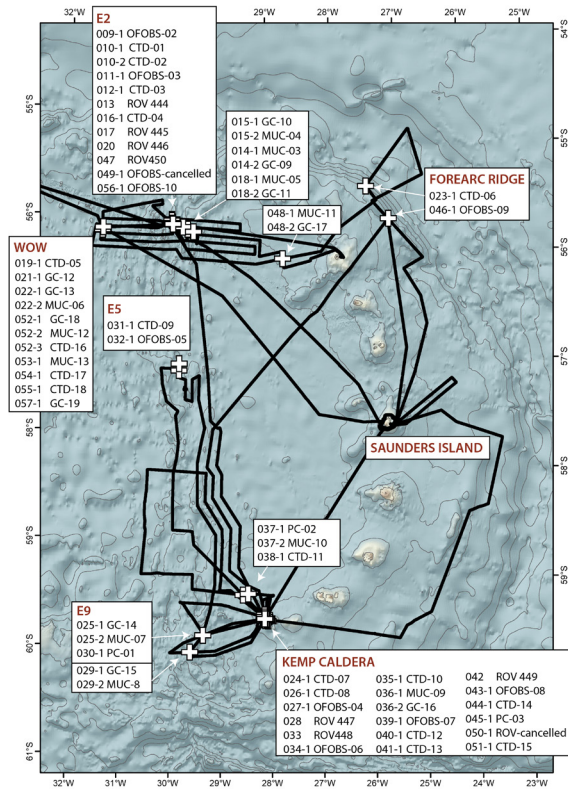 32°W
29°W
28°W
27°W
26°W
25°W
54°S
55°S
56°S
E2
009-1 OFOBS-02
010-1 CTD-01
010-2 CTD-02
011-1 OFOBS-03
012-1 CTD-03
013 ROV 444
016-1 CTD-04
017 ROV 445
020 ROV 446
047 ROV450
049-1 OFOBS-cancelled
056-1 OFOBS-10
015-1 GC-10
015-2 MUC-04
014-1 MUC-03
014-2 GC-09
018-1 MUC-05
018-2 GC-11
FOREARC RIDGE
023-1 CTD-06
046-1 OFOBS-09
048-1 MUC-11
048-2 GC-17
56°S
WOW
019-1 CTD-05
021-1 GC-12
022-1 GC-13
022-2 MUC-06
052-1 GC-18
052-2 MUC-12
052-3 CTD-16
053-1 MUC-13
054-1 CTD-17
055-1 CTD-18
057-1 GC-19
E5
031-1 CTD-09
032-1 OFOBS-05
57°S
58°S
SAUNDERS ISLAND
58°S
59°S
037-1 PC-02
037-2 MUC-10
038-1 CTD-11
59°S
E9
025-1 GC-14
025-2 MUC-07
030-1 PC-01
029-1 GC-15
029-2 MUC-8
60°S
KEMP CALDERA
024-1 CTD-07
026-1 CTD-08
027-1 OFOBS-04
028 ROV 447
033 ROV448
034-1 OFOBS-06
035-1 CTD-10
036-1 MUC-09
036-2 GC-16
039-1 OFOBS-07
040-1 CTD-12
041-1 CTD-13
042 ROV 449
043-1 OFOBS-08
044-1 CTD-14
045-1 PC-03
050-1 ROV-cancelled
051-1 CTD-15
61°S
32°W
31°W
30°W
29°W
28°W
27°W
26°W
25°W
24°W